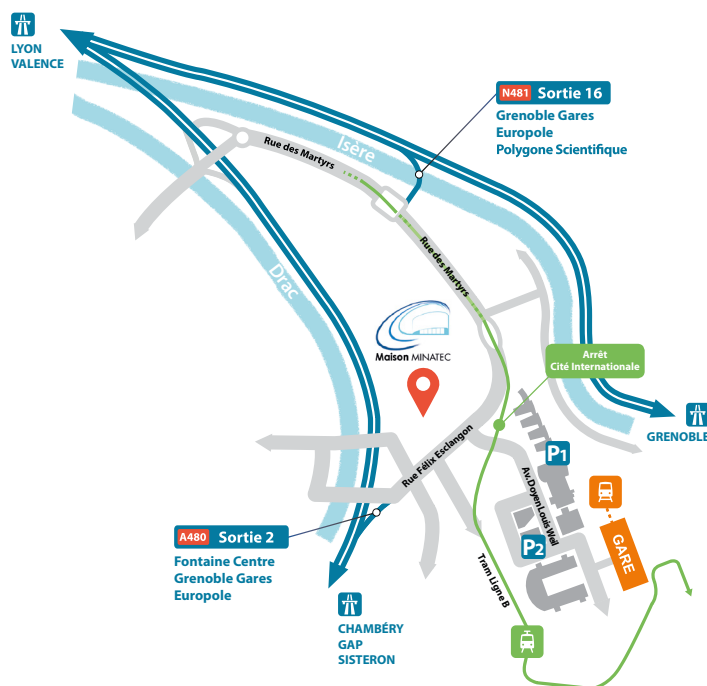 LYON
VALENCE
N481 Sortie 16
Grenoble Gares
Europole
Polygone Scientifique
Isère
Rue des Martyrs
Drac
Rue des Martyrs
Maison MINATEC
Arrêt
Cité Internationale
GRENOBLE
Rue Félix Esclangon
P1
Av. Doyen Louis Weil
P2
GARE
A480 Sortie 2
Fontaine Centre
Grenoble Gares
Europole
Tram Ligne B
CHAMBÉRY
GAP
SISTERON